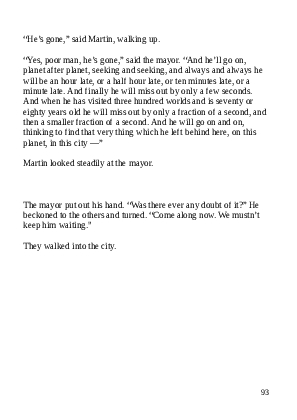 “He’s gone,” said Martin, walking up.
“Yes, poor man, he’s gone,” said the mayor. “And he’ll go on,
planet after planet, seeking and seeking, and always and always he
will be an hour late, or a half hour late, or ten minutes late, or a
minute late. And finally he will miss out by only a few seconds.
And when he has visited three hundred worlds and is seventy or
eighty years old he will miss out by only a fraction of a second, and
then a smaller fraction of a second. And he will go on and on,
thinking to find that very thing which he left behind here, on this
planet, in this city —”
Martin looked steadily at the mayor.
The mayor put out his hand. “Was there ever any doubt of it?” He
beckoned to the others and turned. “Come along now. We mustn’t
keep him waiting.”
They walked into the city.
93